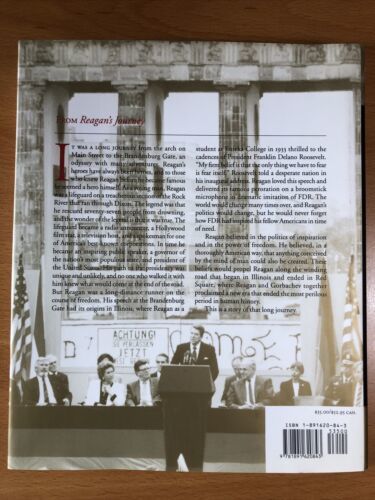 FROM Reagan's Journey
IT WAS A LONG JOURNEY from the arch on
Main Street to the Brandenburg Gate, an
odyssey with many adventures. Reagan's
heroes have always been heroes, and to those
who knew Reagan before he became famous
he seemed a hero himself. As a young man, Reagan
was a lifeguard on a treacherous section of the Rock
River that ran through Dixon. The legend was that he
rescued seventy-seven people from drowning, and
the wonder of the legend is that it was true. The
lifeguard became a radio announcer, a Hollywood
film star, a television host, and spokesman for one
of America's best-known corporations. In time he
became an inspiring public speaker, a governor of
the nation's most populous state, and president of
the United States. His path to the presidency was
unique and unlikely, and no one who walked it with
him knew what would come at the end of the road.
But Reagan was a long-distance runner on the
course of freedom. His speech at the Brandenburg
Gate had its origins in Illinois, where Reagan as a
student at Eureka College in 1933 thrilled to the
cadences of President Franklin Delano Roosevelt.
"My firm belief is that the only thing we have to fear
is fear itself," Roosevelt told a desperate nation in
his inaugural address. Reagan loved this speech and
delivered its famous peroration on a broomstick
microphone in dramatic imitation of FDR. The
world would change many times over, and Reagan's
politics would change, but he would never forget
how FDR had inspired his fellow Americans in time
of need.
Reagan believed in the politics of inspiration
and in the power of freedom. He believed, in a
thoroughly American way, that anything conceived
by the mind of man could also be created. These
beliefs would propel Reagan along the winding
road that began in Illinois and ended in Red
Square, where Reagan and Gorbachev together
proclaimed a new era that ended the most perilous
period in human history.
This is a story of that long journey.
ACHTUNG!
SIE VERLASSEN
JETZT
$35.00/$52.95 CAN.
ISBN 1-891620-84-3
53500
9 781891 620843